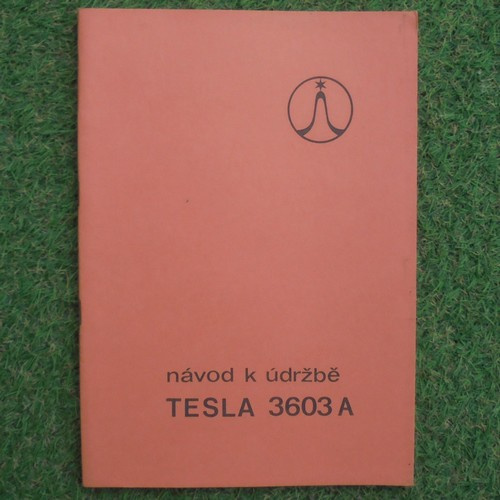 návod k údržbě
TESLA 3603 A